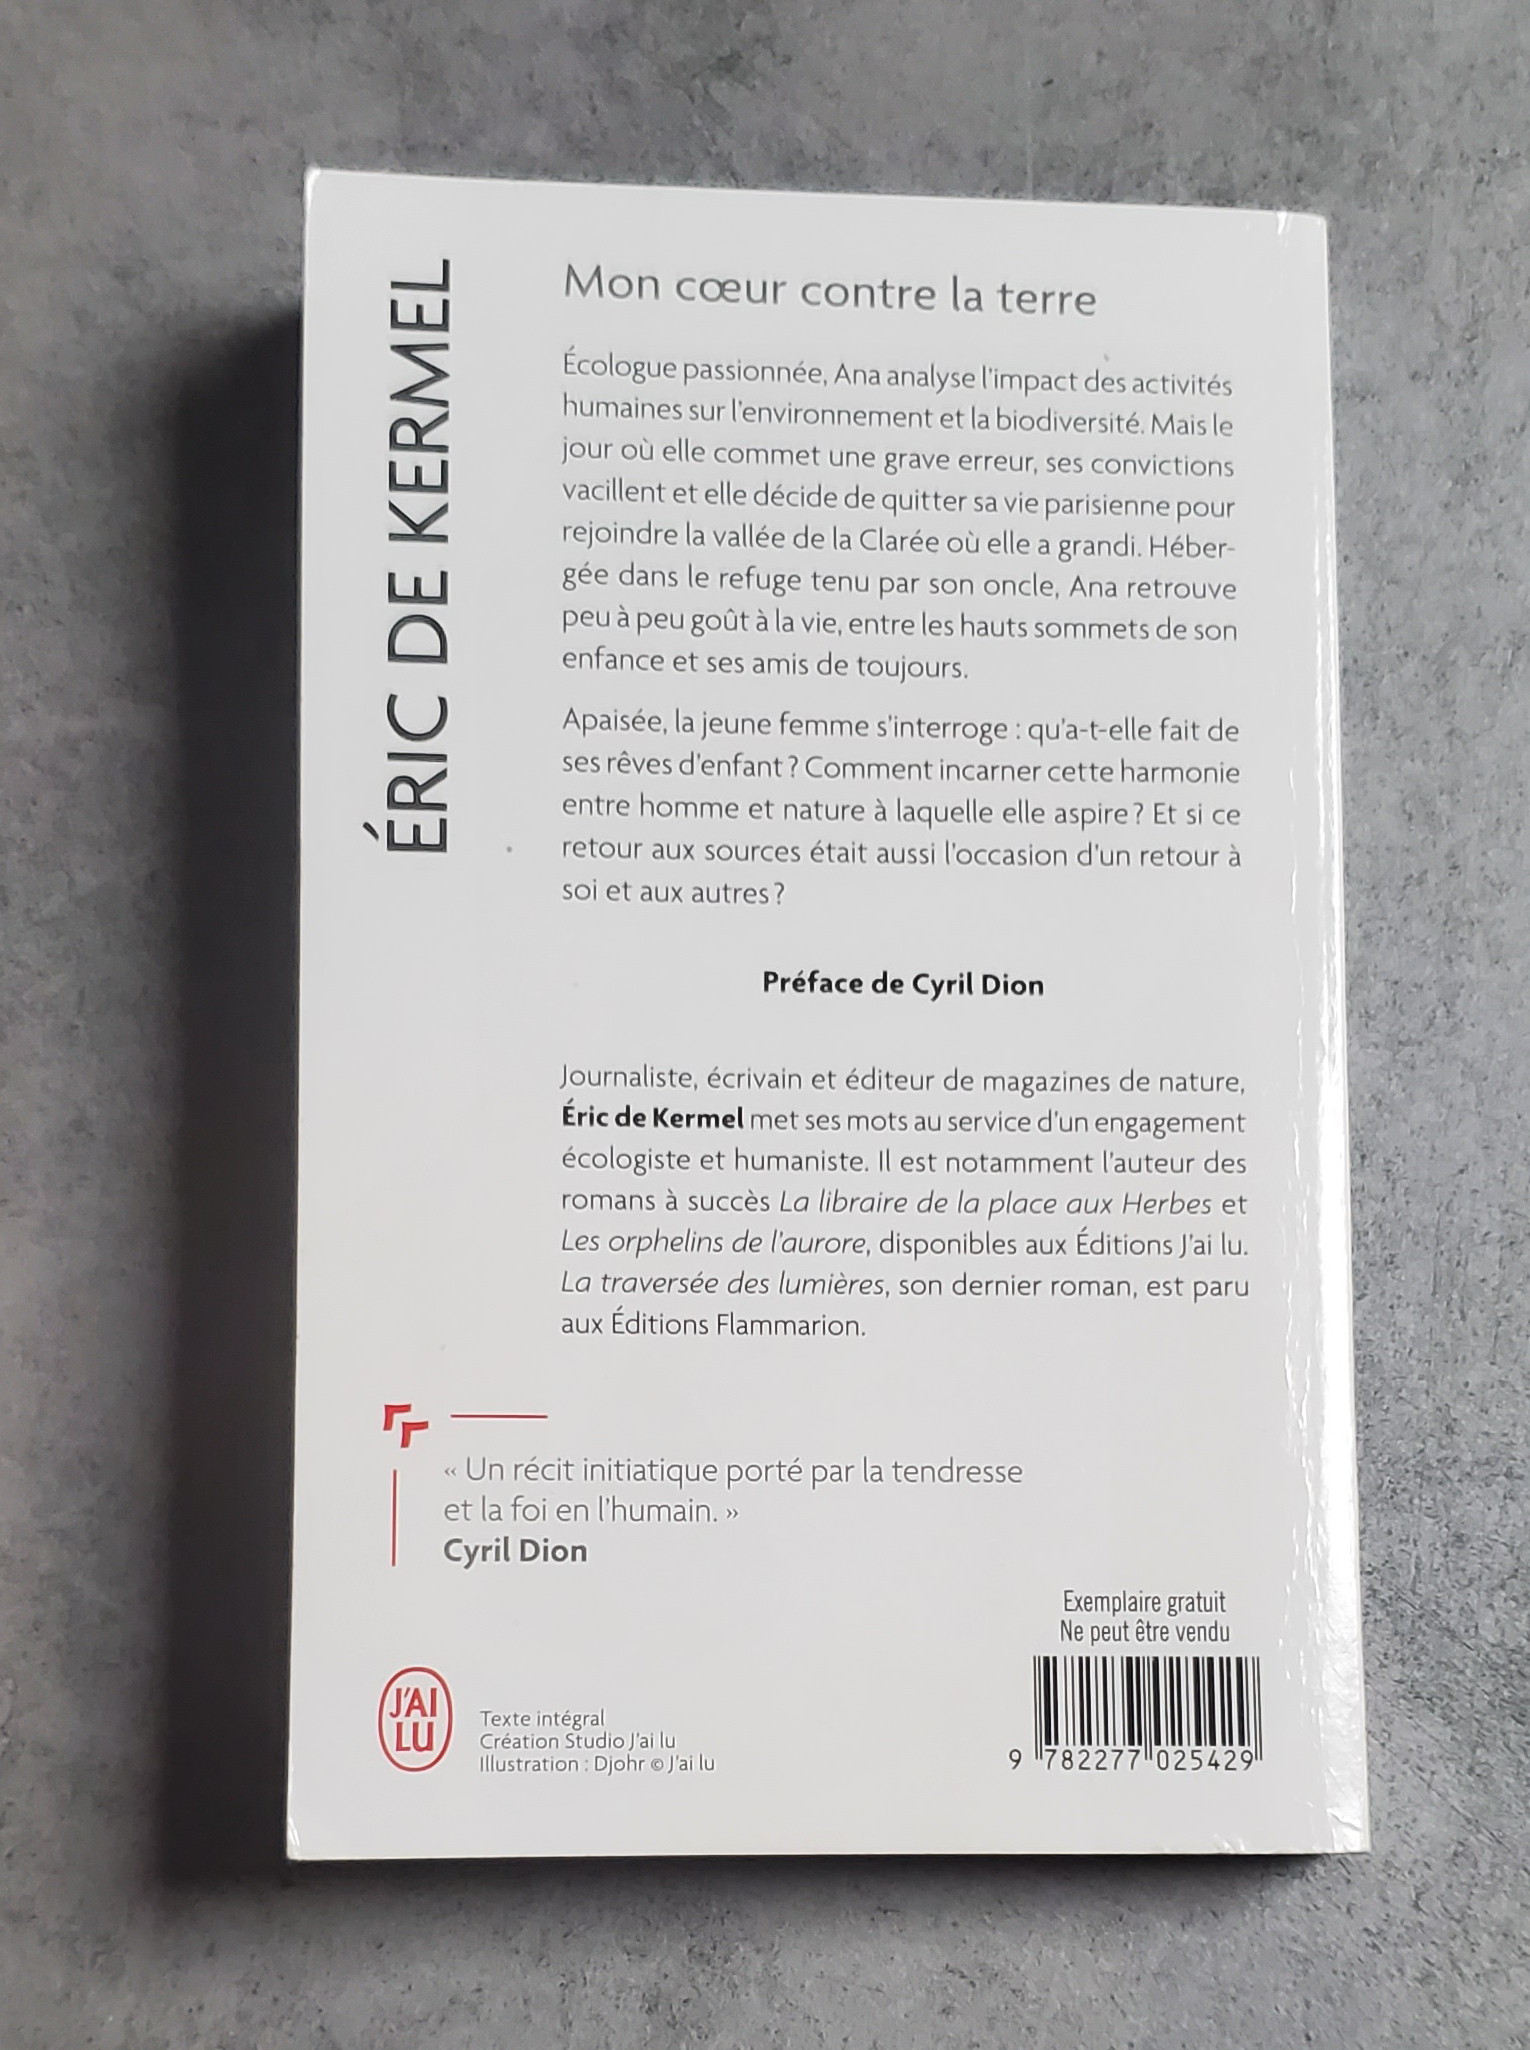 ÉRIC DE KERMEL
Mon cœur contre la terre
Écologue passionnée, Ana analyse l'impact des activités
humaines sur l'environnement et la biodiversité. Mais le
jour où elle commet une grave erreur, ses convictions
vacillent et elle décide de quitter sa vie parisienne pour
rejoindre la vallée de la Clarée où elle a grandi. Héber-
gée dans le refuge tenu par son oncle, Ana retrouve
peu à peu goût à la vie, entre les hauts sommets de son
enfance et ses amis de toujours.
Apaisée, la jeune femme s'interroge : qu'a-t-elle fait de
ses rêves d'enfant ? Comment incarner cette harmonie
entre homme et nature à laquelle elle aspire ? Et si ce
retour aux sources était aussi l'occasion d'un retour à
soi et aux autres ?
Préface de Cyril Dion
Journaliste, écrivain et éditeur de magazines de nature,
Éric de Kermel met ses mots au service d'un engagement
écologiste et humaniste. Il est notamment l'auteur des
romans à succès La libraire de la place aux Herbes et
Les orphelins de l'aurore, disponibles aux Éditions J'ai lu.
La traversée des lumières, son dernier roman, est paru
aux Éditions Flammarion.
« Un récit initiatique porté par la tendresse
et la foi en l'humain. »
Cyril Dion
Exemplaire gratuit
Ne peut être vendu
9 782277 025429
J'AI
LU
Texte intégral
Création Studio J'ai lu
Illustration : Djohr © J'ai lu